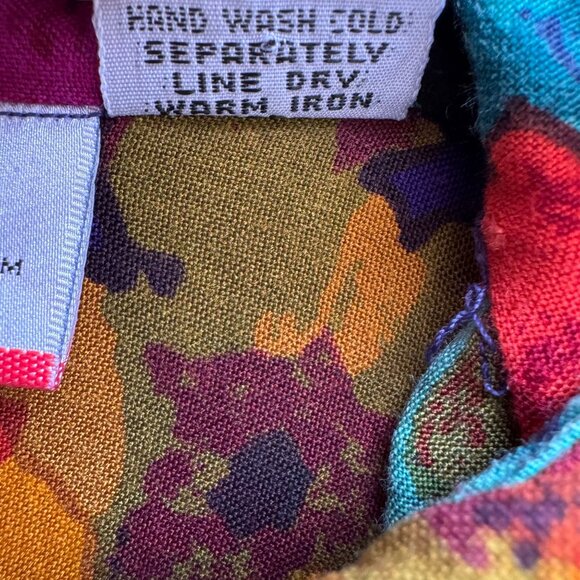 HAND WASH COLD
SEPARATELY
LINE DRY
WARM IRON
M